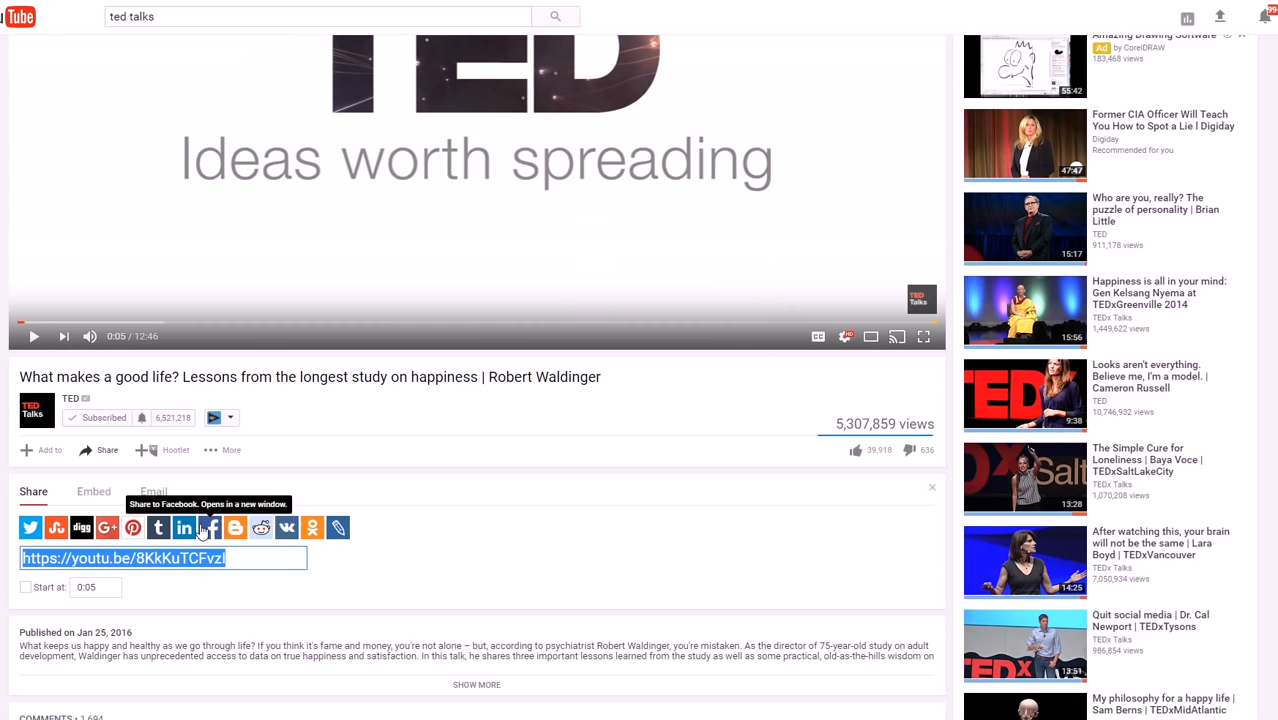 Tube
ted talks
99+
TED
Ideas worth spreading
TED
Talks
0:05 / 12:46
HD
What makes a good life? Lessons from the longest study on happiness | Robert Waldinger
TED
Talks
TED
Subscribed
6,521,218
5,307,859 views
Add to
Share
Hootlet
More
39,918
636
Share
Embed
Email
Share to Facebook. Opens in a new window.
digg
https://youtu.be/8KkKuTCFvzI
Start at:
0:05
Published on Jan 25, 2016
What keeps us happy and healthy as we go through life? If you think it's fame and money, you're not alone – but, according to psychiatrist Robert Waldinger, you're mistaken. As the director of 75-year-old study on adult
development, Waldinger has unprecedented access to data on true happiness and satisfaction. In this talk, he shares three important lessons learned from the study as well as some practical, old-as-the-hills wisdom on
SHOW MORE
COMMENTS • 1,694
Amazing Drawing Software
Ad by CorelDRAW
183,468 views
55:42
Former CIA Officer Will Teach
You How to Spot a Lie l Digiday
Digiday
Recommended for you
47:47
Who are you, really? The
puzzle of personality | Brian
Little
TED
911,178 views
15:17
Happiness is all in your mind:
Gen Kelsang Nyema at
TEDxGreenville 2014
TEDx Talks
1,449,622 views
15:56
Looks aren't everything.
Believe me, I'm a model. |
Cameron Russell
TED
10,746,932 views
9:38
The Simple Cure for
Loneliness | Baya Voce |
TEDxSaltLakeCity
TEDx Talks
1,070,208 views
13:28
After watching this, your brain
will not be the same | Lara
Boyd | TEDxVancouver
TEDx Talks
7,050,934 views
14:25
Quit social media | Dr. Cal
Newport | TEDxTysons
TEDx Talks
986,854 views
13:51
My philosophy for a happy life |
Sam Berns | TEDxMidAtlantic